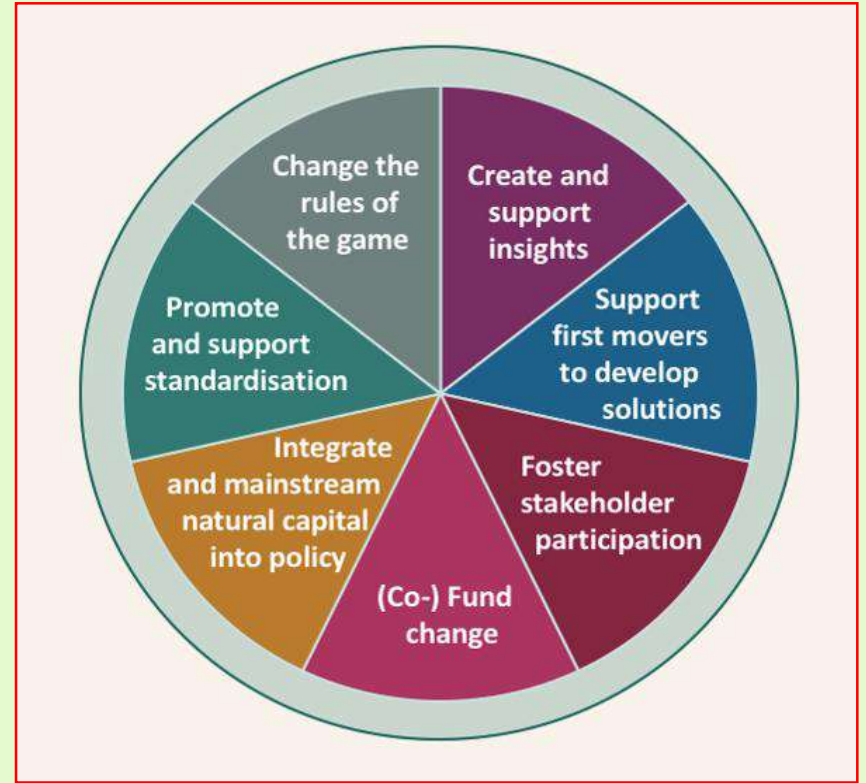 Create and
support
insights
Support
first movers
to develop
solutions
Foster
stakeholder
participation
(Co-) Fund
change
Integrate
and mainstream
natural capital
into policy
Promote
and support
standardisation
Change the
rules of
the game